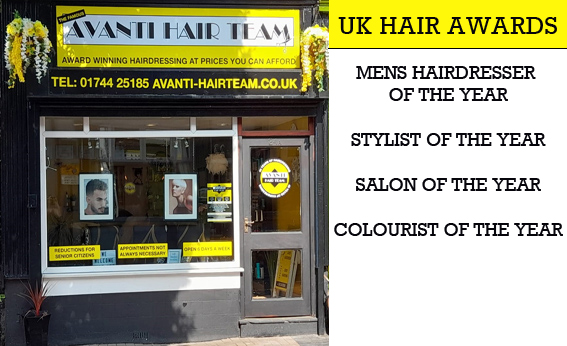 THE FAMOUS
AVANTI HAIR TEAM
AWARD WINNING HAIRDRESSING AT PRICES YOU CAN AFFORD
TEL: 01744 25185 AVANTI-HAIRTEAM.CO.UK
AVANTI
HAIR TEAM
REDUCTIONS FOR
SENIOR CITIZENS
APPOINTMENTS NOT
ALWAYS NECESSARY
OPEN 6 DAYS A WEEK
WELCOME
UK HAIR AWARDS
MENS HAIRDRESSER
OF THE YEAR
STYLIST OF THE YEAR
SALON OF THE YEAR
COLOURIST OF THE YEAR